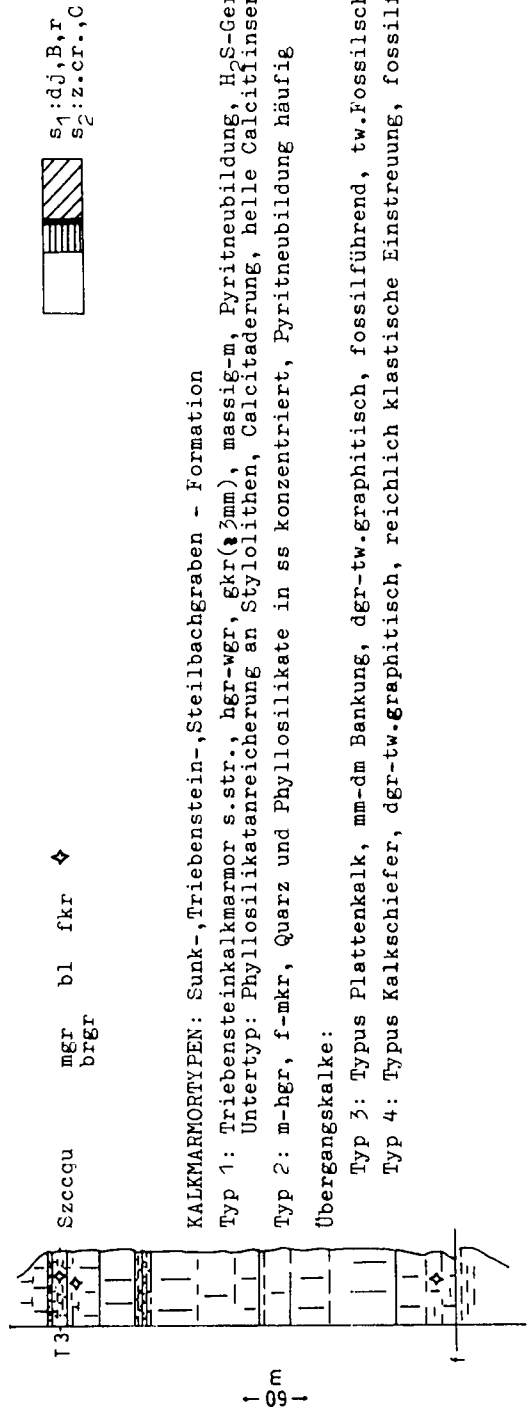 T3 Szccqu mgr bl fkr s1:dj,B,r
brgr s2:z.cr.,C
KALKMARMORTYPEN: Sunk-,Triebenstein-,Steilbachgraben - Formation
Typ 1: Triebensteinkalkmarmor s.str., hgr-wgr, gkr(≥3mm), massig-m, Pyritneubildung, H2S-Ger
Untertyp: Phyllosilikatanreicherung an Stylolithen, Calcitaderung, helle Calcitlinsen
Typ 2: m-hgr, f-mkr, Quarz und Phyllosilikate in ss konzentriert, Pyritneubildung häufig
Übergangskalke:
Typ 3: Typus Plattenkalk, mm-dm Bankung, dgr-tw.graphitisch, fossilführend, tw.Fossilsch
Typ 4: Typus Kalkschiefer, dgr-tw.graphitisch, reichlich klastische Einstreuung, fossili
← 60 →
m
f